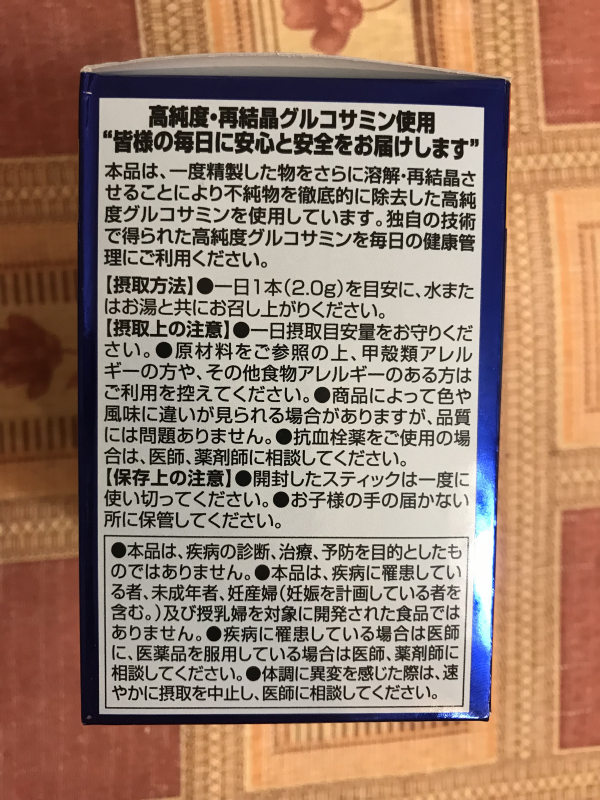 高純度・再結晶グルコサミン使用
“皆様の毎日に安心と安全をお届けします”
本品は、一度精製した物をさらに溶解・再結晶さ
せることにより不純物を徹底的に除去した高純
度グルコサミンを使用しています。独自の技術
で得られた高純度グルコサミンを毎日の健康管
理にご利用ください。
【摂取方法】●一日1本(2.0g)を目安に、水また
はお湯と共にお召し上がりください。
【摂取上の注意】●一日摂取目安量をお守りくだ
さい。●原材料をご参照の上、甲殻類アレル
ギーの方や、その他食物アレルギーのある方は
ご利用を控えてください。●商品によって色や
風味に違いが見られる場合がありますが、品質
には問題ありません。●抗血栓薬をご使用の場
合は、医師、薬剤師に相談してください。
【保存上の注意】●開封したスティックは一度に
使い切ってください。●お子様の手の届かない
所に保管してください。
●本品は、疾病の診断、治療、予防を目的としたも
のではありません。●本品は、疾病に罹患してい
る者、未成年者、妊産婦(妊娠を計画している者を
含む。)及び授乳婦を対象に開発された食品では
ありません。●疾病に罹患している場合は医師
に、医薬品を服用している場合は医師、薬剤師に
相談してください。●体調に異変を感じた際は、速
やかに摂取を中止し、医師に相談してください。